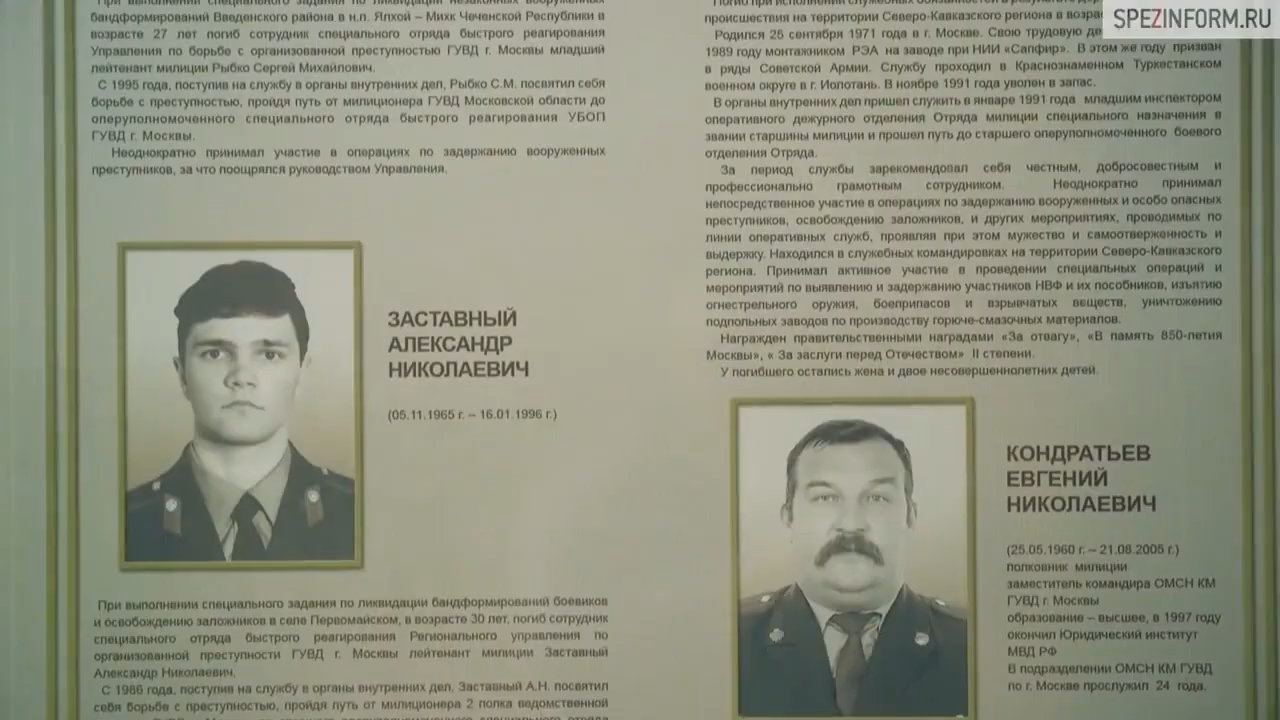 При выполнении специального задания по ликвидации незаконных вооруженных
бандформирований Введенского района в н.п. Ялхой – Михк Чеченской Республики в
возрасте 27 лет погиб сотрудник специального отряда быстрого реагирования
Управления по борьбе с организованной преступностью ГУВД г. Москвы младший
лейтенант милиции Рыбко Сергей Михайлович.
С 1995 года, поступив на службу в органы внутренних дел, Рыбко С.М. посвятил себя
борьбе с преступностью, пройдя путь от милиционера ГУВД Московской области до
оперуполномоченного специального отряда быстрого реагирования УБОП
ГУВД г. Москвы.
Неоднократно принимал участие в операциях по задержанию вооруженных
преступников, за что поощрялся руководством Управления.
ЗАСТАВНЫЙ
АЛЕКСАНДР
НИКОЛАЕВИЧ
(05.11.1965 г. – 16.01.1996 г.)
При выполнении специального задания по ликвидации бандформирований боевиков
и освобождению заложников в селе Первомайском, в возрасте 30 лет, погиб сотрудник
специального отряда быстрого реагирования Регионального управления по
организованной преступности ГУВД г. Москвы лейтенант милиции Заставный
Александр Николаевич.
С 1986 года, поступив на службу в органы внутренних дел, Заставный А.Н. посвятил
себя борьбе с преступностью, пройдя путь от милиционера 2 полка ведомственной
SPEZINFORM.RU
Погиб при исполнении служебных обязанностей в результате
происшествия на территории Северо-Кавказского региона в
Родился 25 сентября 1971 года в г. Москве. Свою трудовую
1989 году монтажником РЭА на заводе при НИИ «Сапфир». В этом же году призван
в ряды Советской Армии. Службу проходил в Краснознаменном Туркестанском
военном округе в г. Иолотань. В ноябре 1991 года уволен в запас.
В органы внутренних дел пришел служить в январе 1991 года младшим инспектором
оперативного дежурного отделения Отряда милиции специального назначения в
звании старшины милиции и прошел путь до старшего оперуполномоченного боевого
отделения Отряда.
За период службы зарекомендовал себя честным, добросовестным и
профессионально грамотным сотрудником. Неоднократно принимал
непосредственное участие в операциях по задержанию вооруженных и особо опасных
преступников, освобождению заложников, и других мероприятиях, проводимых по
линии оперативных служб, проявляя при этом мужество и самоотверженность и
выдержку. Находился в служебных командировках на территории Северо-Кавказского
региона. Принимал активное участие в проведении специальных операций и
мероприятий по выявлению и задержанию участников НВФ и их пособников, изъятию
огнестрельного оружия, боеприпасов и взрывчатых веществ, уничтожению
подпольных заводов по производству горюче-смазочных материалов.
Награжден правительственными наградами «За отвагу», «В память 850-летия
Москвы», « За заслуги перед Отечеством» II степени.
У погибшего остались жена и двое несовершеннолетних детей.
КОНДРАТЬЕВ
ЕВГЕНИЙ
НИКОЛАЕВИЧ
(25.05.1960 г. – 21.08.2005 г.)
полковник милиции
заместитель командира ОМСН КМ
ГУВД г. Москвы
образование – высшее, в 1997 году
окончил Юридический институт
МВД РФ
В подразделении ОМСН КМ ГУВД
по г. Москве прослужил 24 года.